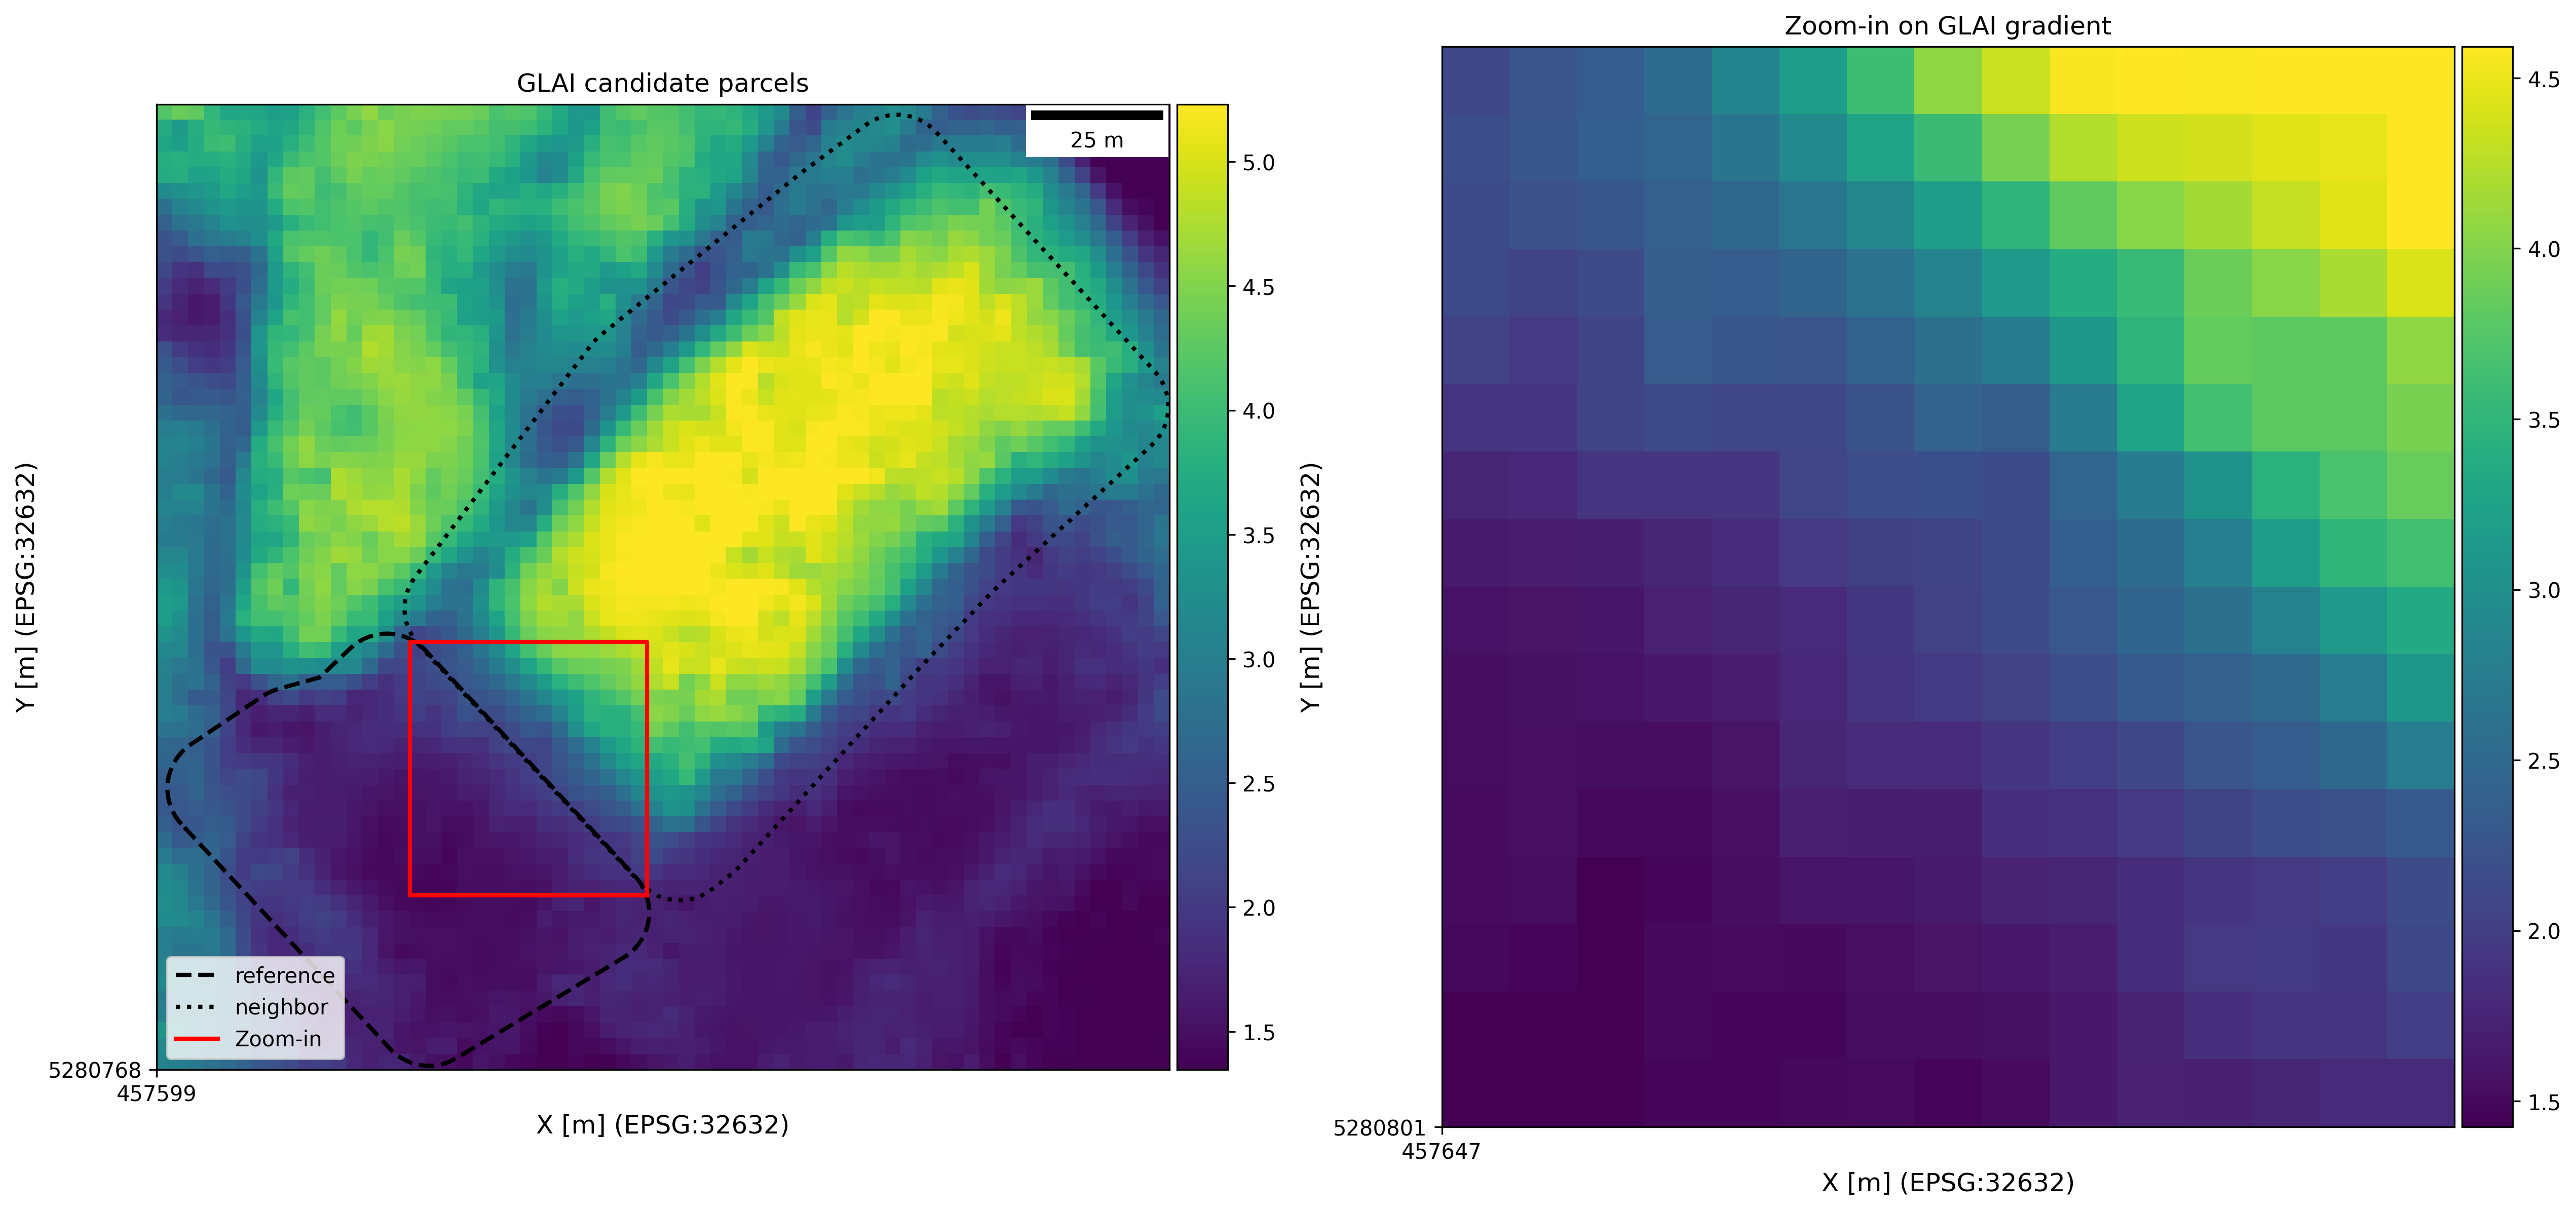 GLAI candidate parcels
25 m
5.0
4.5
4.0
3.5
3.0
2.5
2.0
1.5
Y [m] (EPSG:32632)
reference
neighbor
Zoom-in
5280768
457599
X [m] (EPSG:32632)
Zoom-in on GLAI gradient
4.5
4.0
3.5
3.0
2.5
2.0
1.5
Y [m] (EPSG:32632)
5280801
457647
X [m] (EPSG:32632)